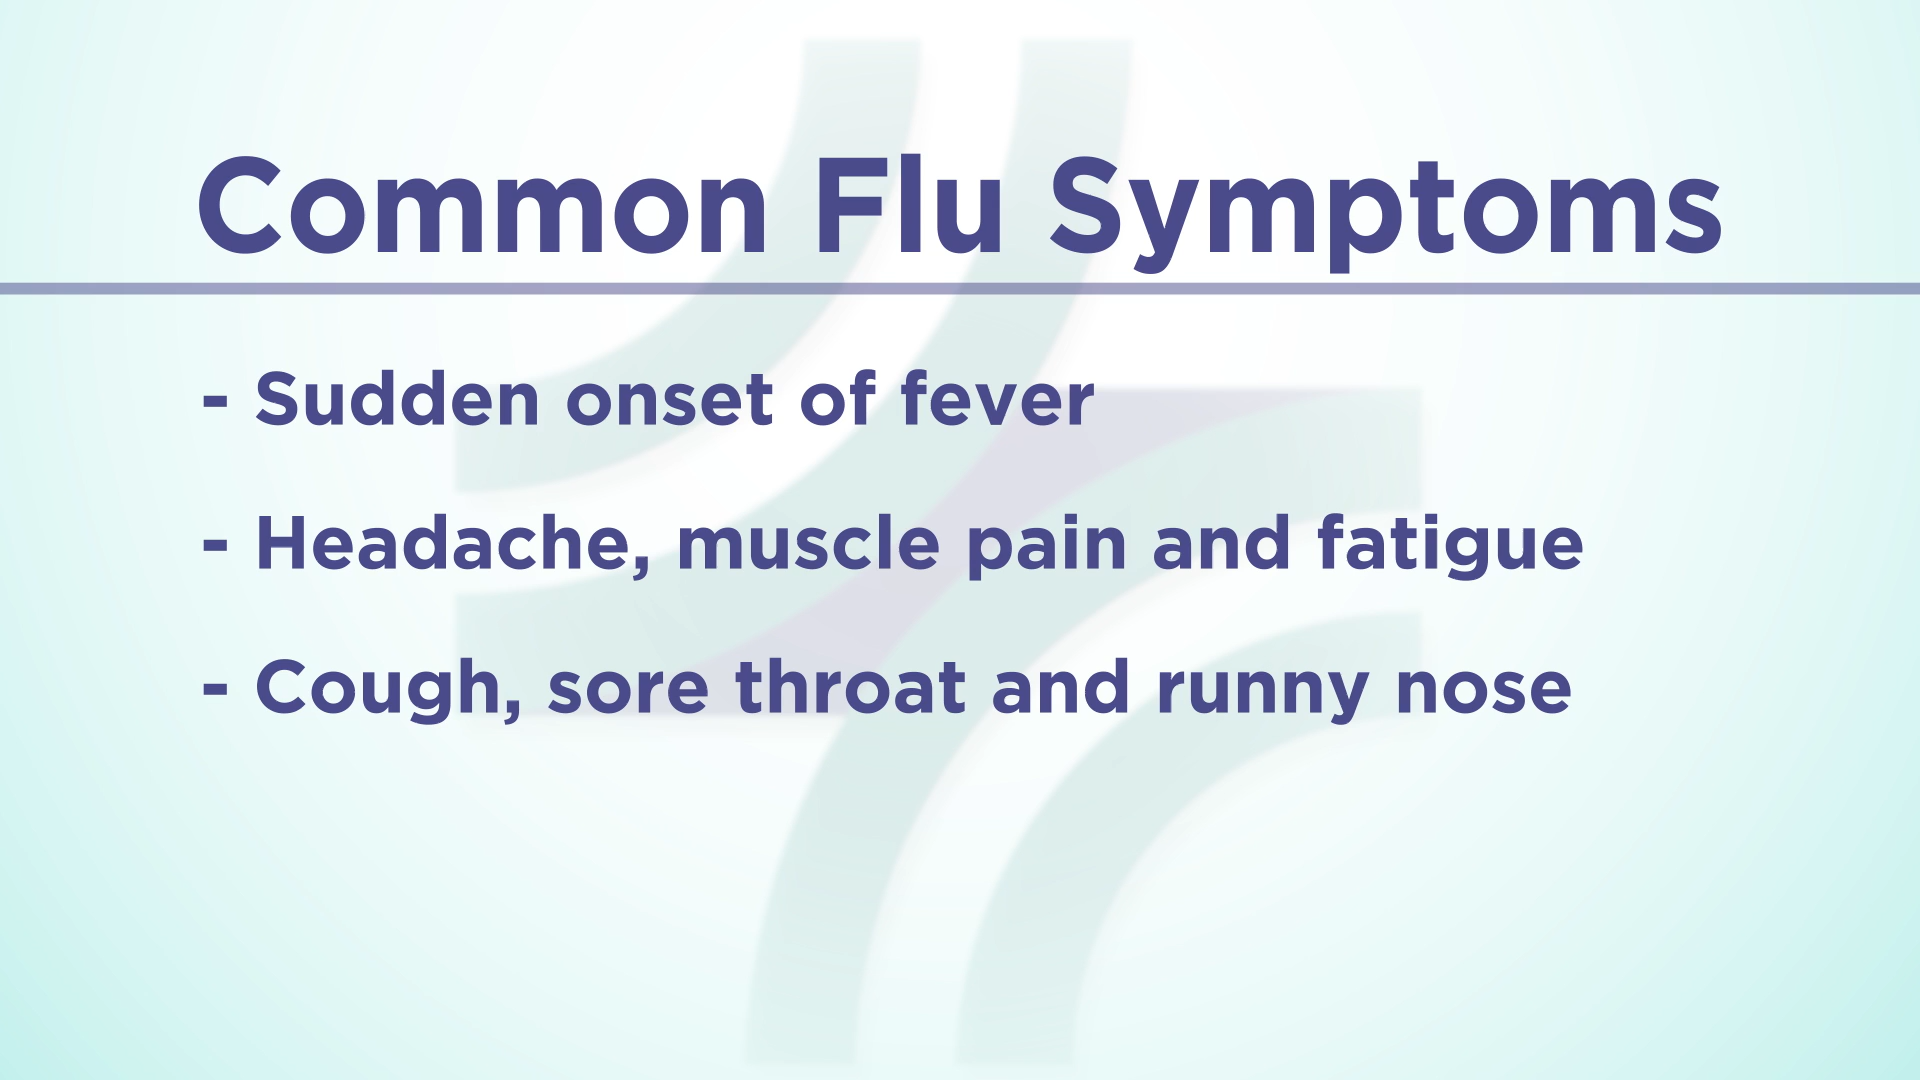 Common Flu Symptoms
- Sudden onset of fever
- Headache, muscle pain and fatigue
- Cough, sore throat and runny nose